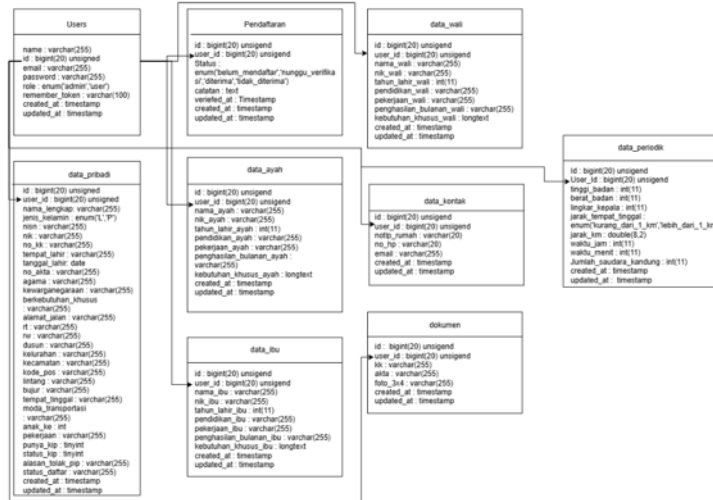 Users
name : varchar(255)
id : bigint(20) unsigned
email : varchar(255)
password : varchar(255)
role : enum('admin','user')
remember_token : varchar(100)
created_at : timestamp
updated_at : timestamp
Pendaftaran
id : bigint(20) unsigend
user_id : bigint(20) unsigend
Status :
enum('belum_mendaftar','nunggu_verifika
si','diterima','tidak_diterima')
catatan : text
veriefed_at : Timestamp
created_at : timestamp
updated_at : timestamp
data_wali
id : bigint(20) unsigend
user_id : bigint(20) unsigend
nama_wali : varchar(255)
nik_wali : varchar(255)
tahun_lahir_wali : int(11)
pendidikan_wali : varchar(255)
pekerjaan_wali : varchar(255)
penghasilan_bulanan_wali : varchar(255)
kebutuhan_khusus_wali : longtext
created_at : timestamp
updated_at : timestamp
data_periodik
Id : bigint(20) unsigend
User_Id : bigint(20) unsigend
tinggi_badan : int(11)
berat_badan : int(11)
lingkar_kepala : int(11)
jarak_tempat_tinggal :
enum('kurang_dari_1_km','lebih_dari_1_km
jarak_km : double(8,2)
waktu_jam : int(11)
waktu_menit : int(11)
Jumlah_saudara_kandung : int(11)
created_at : timestamp
updated_at : timestamp
data_pribadi
id : bigint(20) unsigned
user_id : bigint(20) unsigned
nama_lengkap : varchar(255)
jenis_kelamin : enum('L','P')
nisn : varchar(255)
nik : varchar(255)
no_kk : varchar(255)
tempat_lahir : varchar(255)
tanggal_lahir : date
no_akta : varchar(255)
agama : varchar(255)
kewarganegaraan : varchar(255)
berkebutuhan_khusus
: varchar(255)
alamat_jalan : varchar(255)
rt : varchar(255)
rw : varchar(255)
dusun : varchar(255)
kelurahan : varchar(255)
kecamatan : varchar(255)
kode_pos : varchar(255)
lintang : varchar(255)
bujur : varchar(255)
tempat_tinggal : varchar(255)
moda_transportasi
: varchar(255)
anak_ke : int
pekerjaan : varchar(255)
punya_kip : tinyint
status_kip : tinyint
alasan_tolak_pip : varchar(255)
status_daftar : varchar(255)
created_at : timestamp
updated_at : timestamp
data_ayah
id : bigint(20) unsigend
user_id : bigint(20) unsigend
nama_ayah : varchar(255)
nik_ayah : varchar(255)
tahun_lahir_ayah : int(11)
pendidikan_ayah : varchar(255)
pekerjaan_ayah : varchar(255)
penghasilan_bulanan_ayah :
varchar(255)
kebutuhan_khusus_ayah : longtext
created_at : timestamp
updated_at : timestamp
data_kontak
id : bigint(20) unsigend
user_id : bigint(20) unsigend
notlp_rumah : varchar(20)
no_hp : varchar(20)
email : varchar(255)
created_at : timestamp
updated_at : timestamp
data_ibu
id : bigint(20) unsigend
user_id : bigint(20) unsigend
nama_ibu : varchar(255)
nik_ibu : varchar(255)
tahun_lahir_ibu : int(11)
pendidikan_ibu : varchar(255)
pekerjaan_ibu : varchar(255)
penghasilan_bulanan_ibu : varchar(255)
kebutuhan_khusus_ibu : longtext
created_at : timestamp
updated_at : timestamp
dokumen
id : bigint(20) unsigend
user_id : bigint(20) unsigend
kk : varchar(255)
akta : varchar(255)
foto_3x4 : varchar(255)
created_at : timestamp
updated_at : timestamp